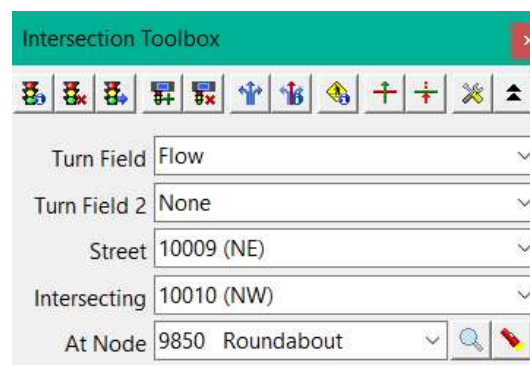 Intersection Toolbox
Turn Field Flow
Turn Field 2 None
Street 10009 (NE)
Intersecting 10010 (NW)
At Node 9850 Roundabout